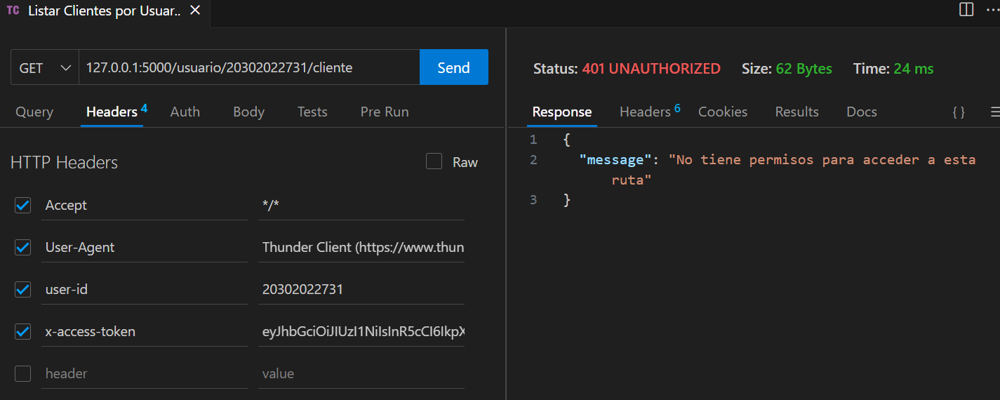 TC Listar Clientes por Usuar.. ×
GET 127.0.0.1:5000/usuario/20302022731/cliente Send
Query Headers 4 Auth Body Tests Pre Run
HTTP Headers Raw
Accept */*
User-Agent Thunder Client (https://www.thun
user-id 20302022731
x-access-token eyJhbGciOiJIUzI1NiIsInR5cCI6IkpX
header value
Status: 401 UNAUTHORIZED Size: 62 Bytes Time: 24 ms
Response Headers 6 Cookies Results Docs { }
1 {
2 "message": "No tiene permisos para acceder a esta
ruta"
3 }